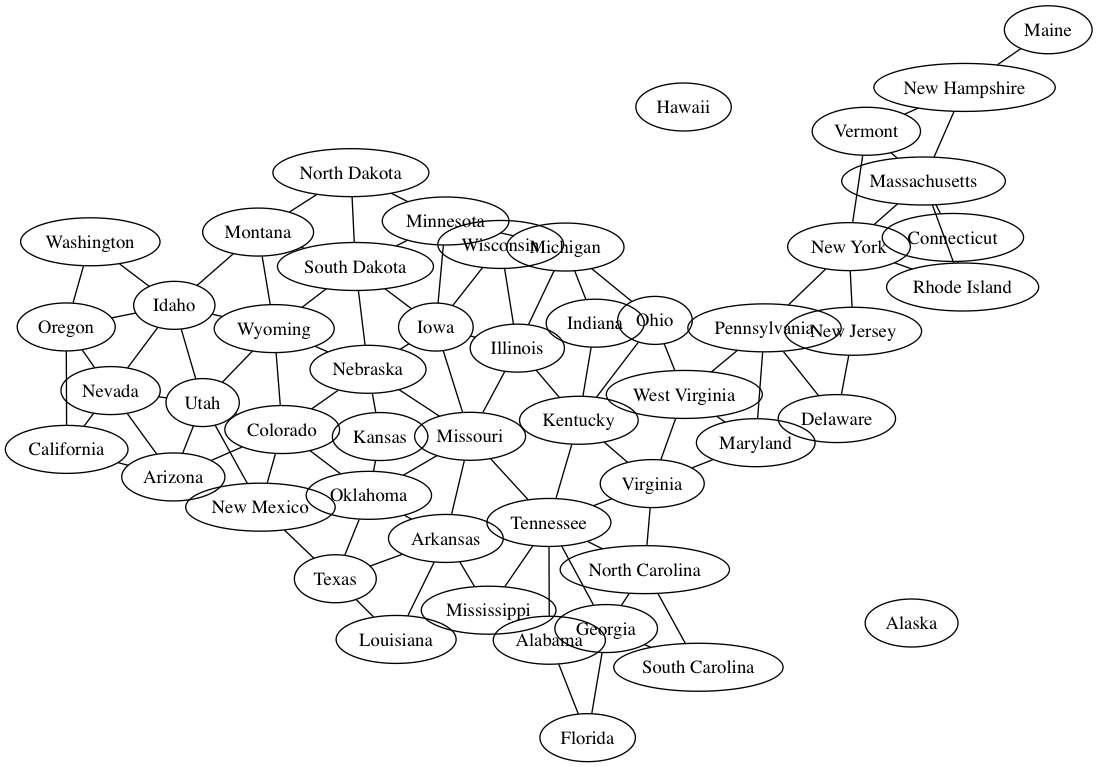 Maine
New Hampshire
Hawaii
Vermont
North Dakota
Massachusetts
Minnesota
Montana
Washington
Wisconsin
Michigan
New York
Connecticut
South Dakota
Rhode Island
Idaho
Oregon
Wyoming
Iowa
Indiana
Ohio
Pennsylvania
New Jersey
Illinois
Nebraska
Nevada
Utah
West Virginia
Kentucky
Delaware
Colorado
Kansas
Missouri
Maryland
California
Arizona
Virginia
New Mexico
Oklahoma
Tennessee
Arkansas
Texas
North Carolina
Mississippi
Alaska
Georgia
Louisiana
Alabama
South Carolina
Florida